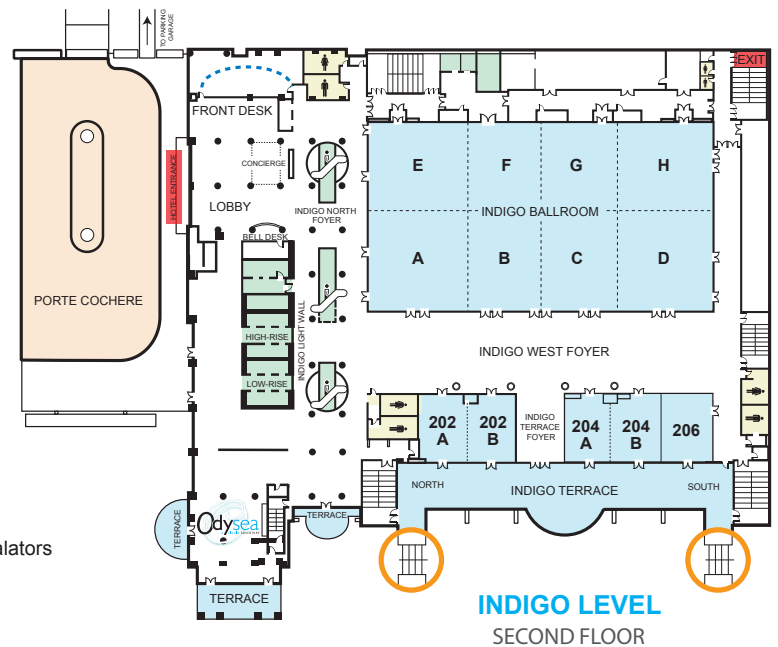 TO PARKING
GARAGE
EXIT
FRONT DESK
CONCIERGE
HOTEL ENTRANCE
LOBBY
INDIGO NORTH
FOYER
BELL DESK
E
F
G
H
INDIGO BALLROOM
A
B
C
D
PORTE COCHERE
INDIGO LIGHT WALL
HIGH-RISE
LOW-RISE
INDIGO WEST FOYER
202
A
202
B
INDIGO
TERRACE
FOYER
204
A
204
B
206
NORTH
INDIGO TERRACE
SOUTH
TERRACE
Odysea
TERRACE
TERRACE
alators
INDIGO LEVEL
SECOND FLOOR